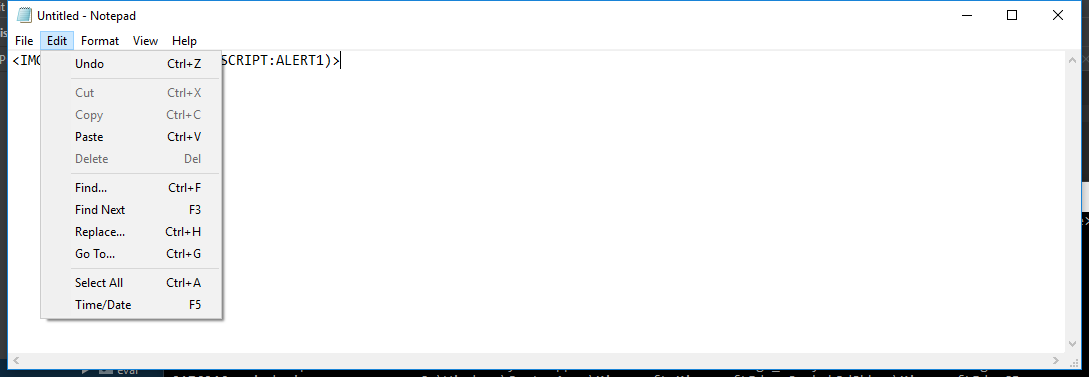 Untitled - Notepad
File Edit Format View Help
<IMG SCRIPT:ALERT1)>
Undo Ctrl+Z
Cut Ctrl+X
Copy Ctrl+C
Paste Ctrl+V
Delete Del
Find... Ctrl+F
Find Next F3
Replace... Ctrl+H
Go To... Ctrl+G
Select All Ctrl+A
Time/Date F5
eval